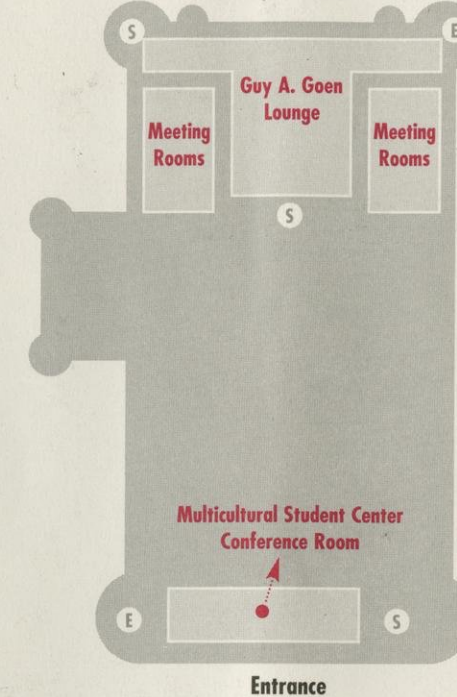 S
E
Guy A. Goen
Lounge
Meeting
Rooms
Meeting
Rooms
S
Multicultural Student Center
Conference Room
E
S
Entrance